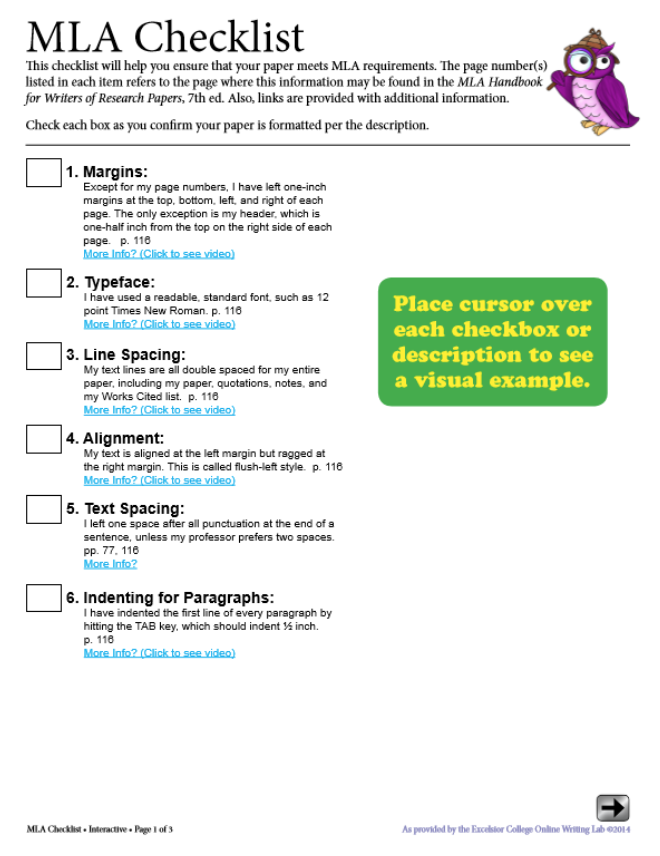 MLA Checklist
This checklist will help you ensure that your paper meets MLA requirements. The page number(s)
listed in each item refers to the page where this information may be found in the MLA Handbook
for Writers of Research Papers, 7th ed. Also, links are provided with additional information.
Check each box as you confirm your paper is formatted per the description.
1. Margins:
Except for my page numbers, I have left one-inch
margins at the top, bottom, left, and right of each
page. The only exception is my header, which is
one-half inch from the top on the right side of each
page. p. 116
More Info? (Click to see video)
2. Typeface:
I have used a readable, standard font, such as 12
point Times New Roman. p. 116
More Info? (Click to see video)
3. Line Spacing:
My text lines are all double spaced for my entire
paper, including my paper, quotations, notes, and
my Works Cited list. p. 116
More Info? (Click to see video)
4. Alignment:
My text is aligned at the left margin but ragged at
the right margin. This is called flush-left style. p. 116
More Info? (Click to see video)
5. Text Spacing:
I left one space after all punctuation at the end of a
sentence, unless my professor prefers two spaces.
pp. 77, 116
More Info?
6. Indenting for Paragraphs:
I have indented the first line of every paragraph by
hitting the TAB key, which should indent ½ inch.
p. 116
More Info? (Click to see video)
Place cursor over
each checkbox or
description to see
a visual example.
MLA Checklist • Interactive • Page 1 of 3
As provided by the Excelsior College Online Writing Lab ©2014